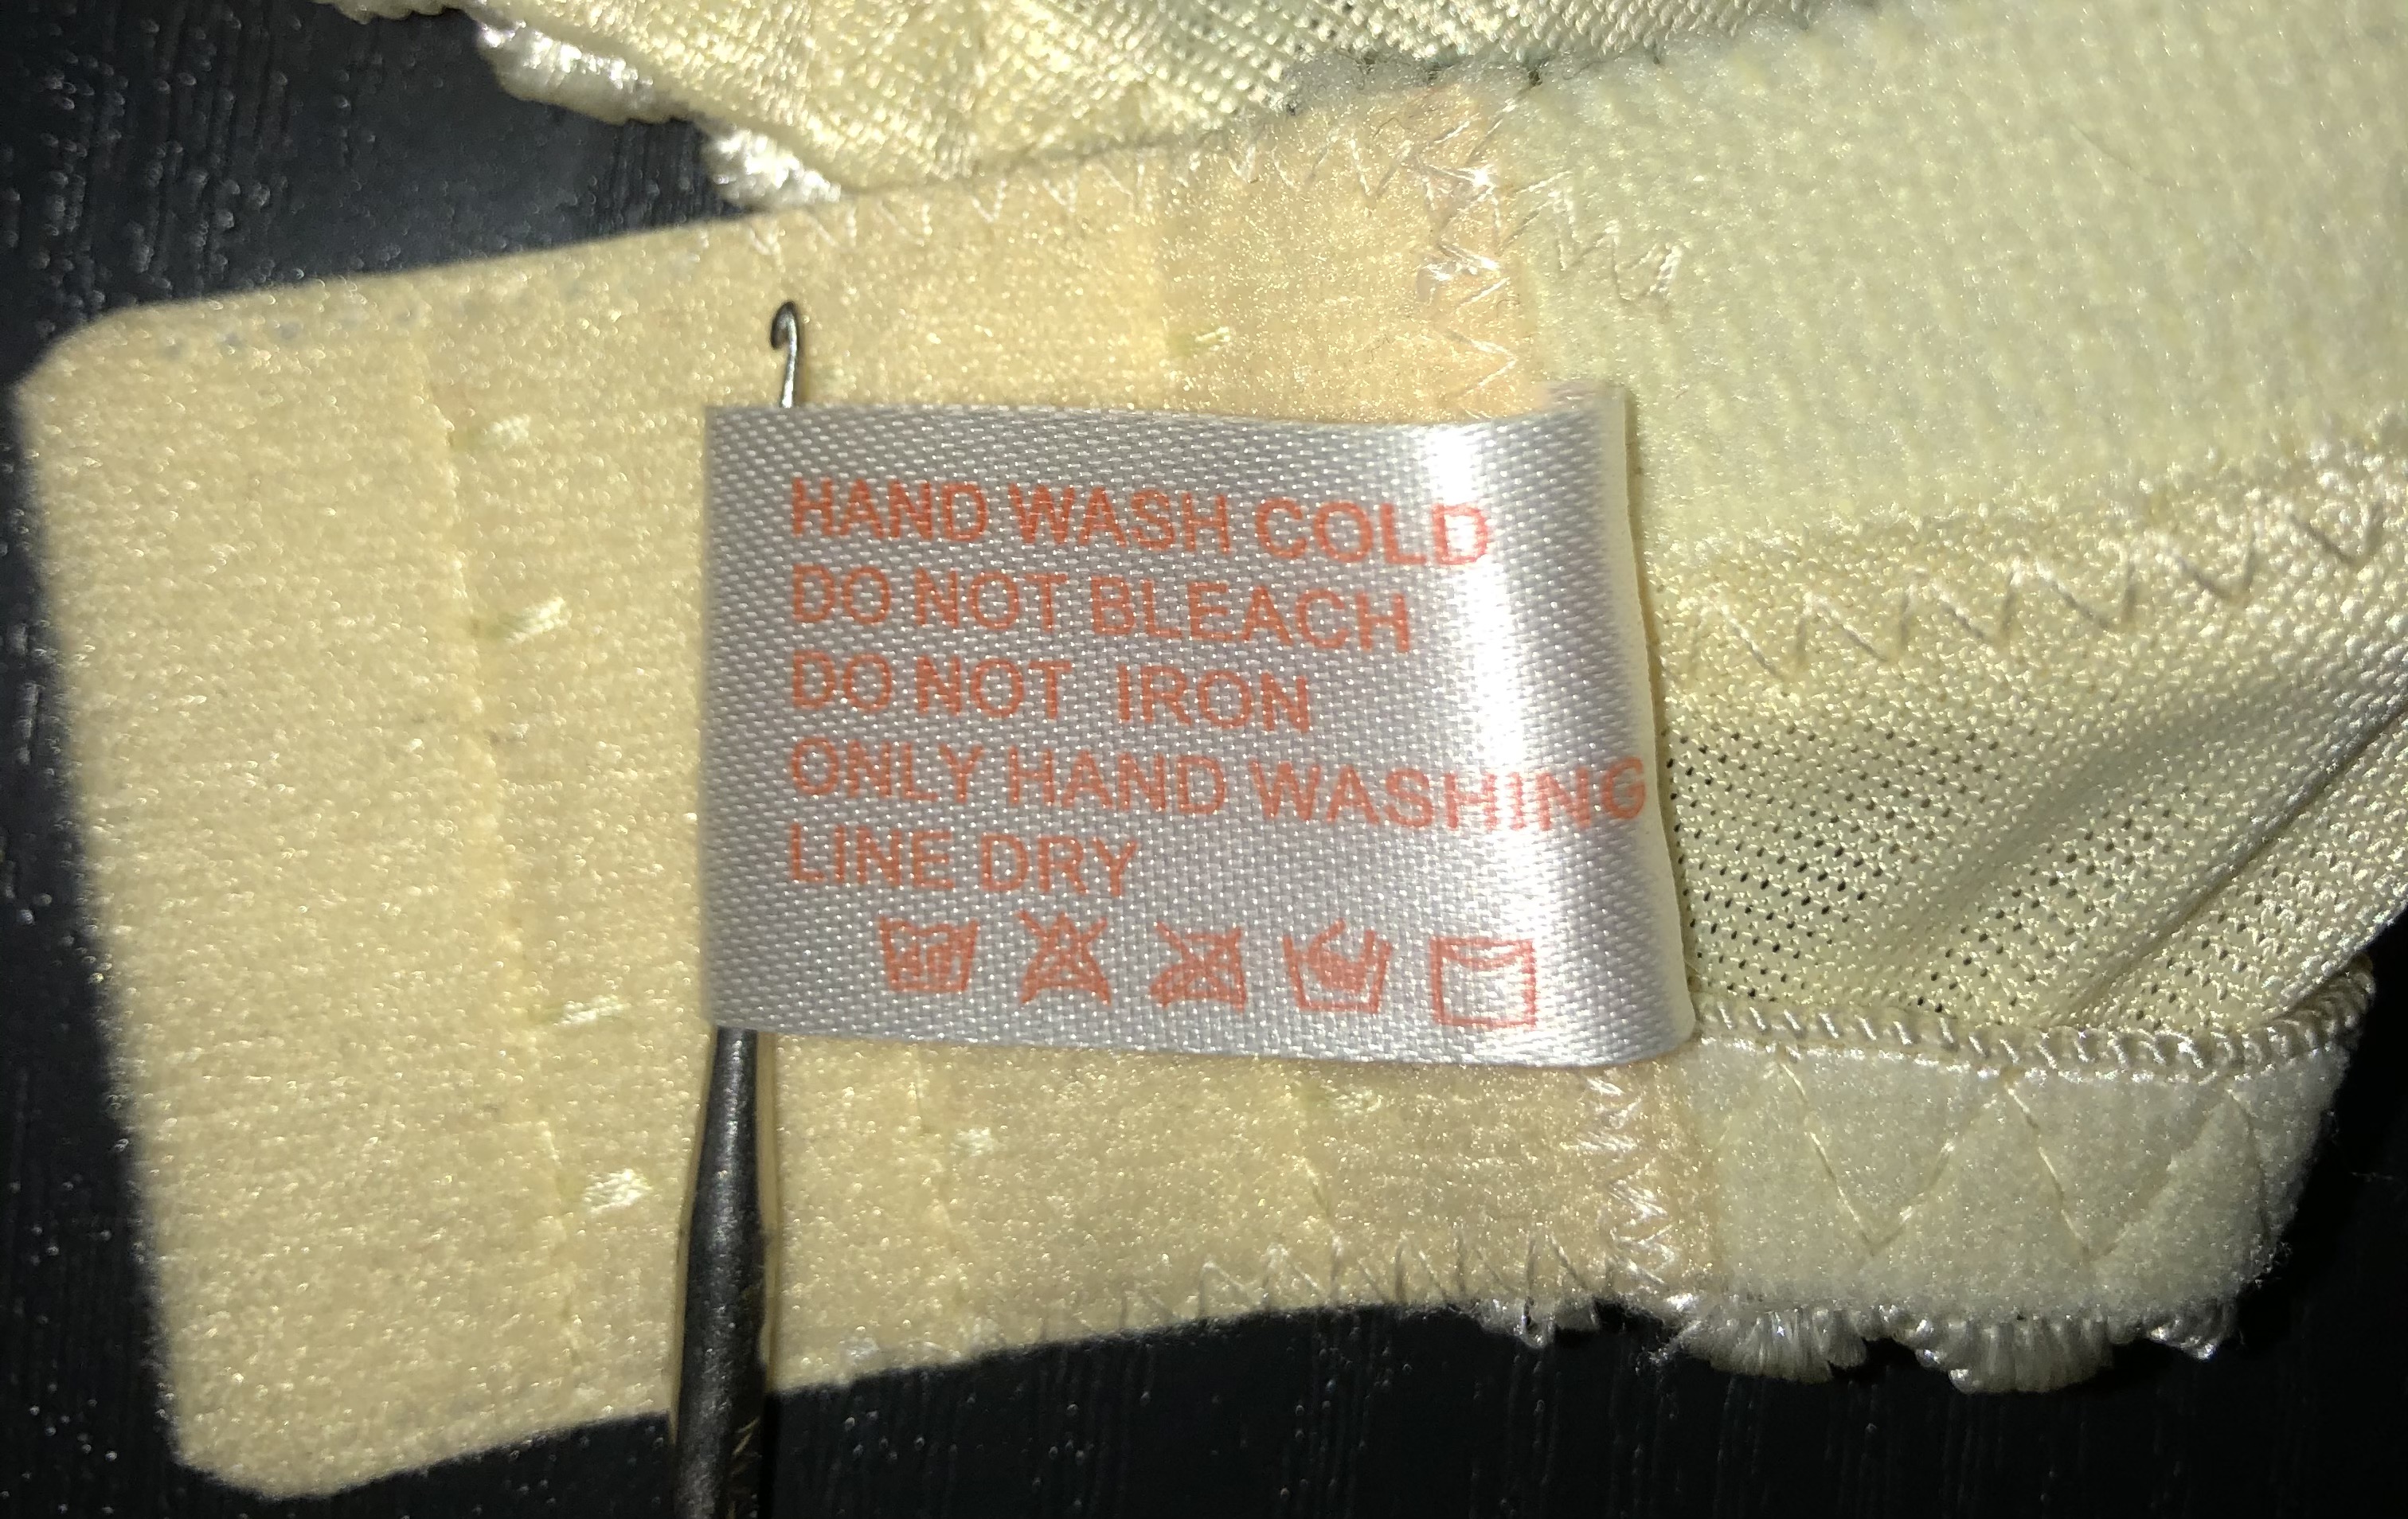 HAND WASH COLD
DO NOT BLEACH
DO NOT IRON
ONLY HAND WASHING
LINE DRY